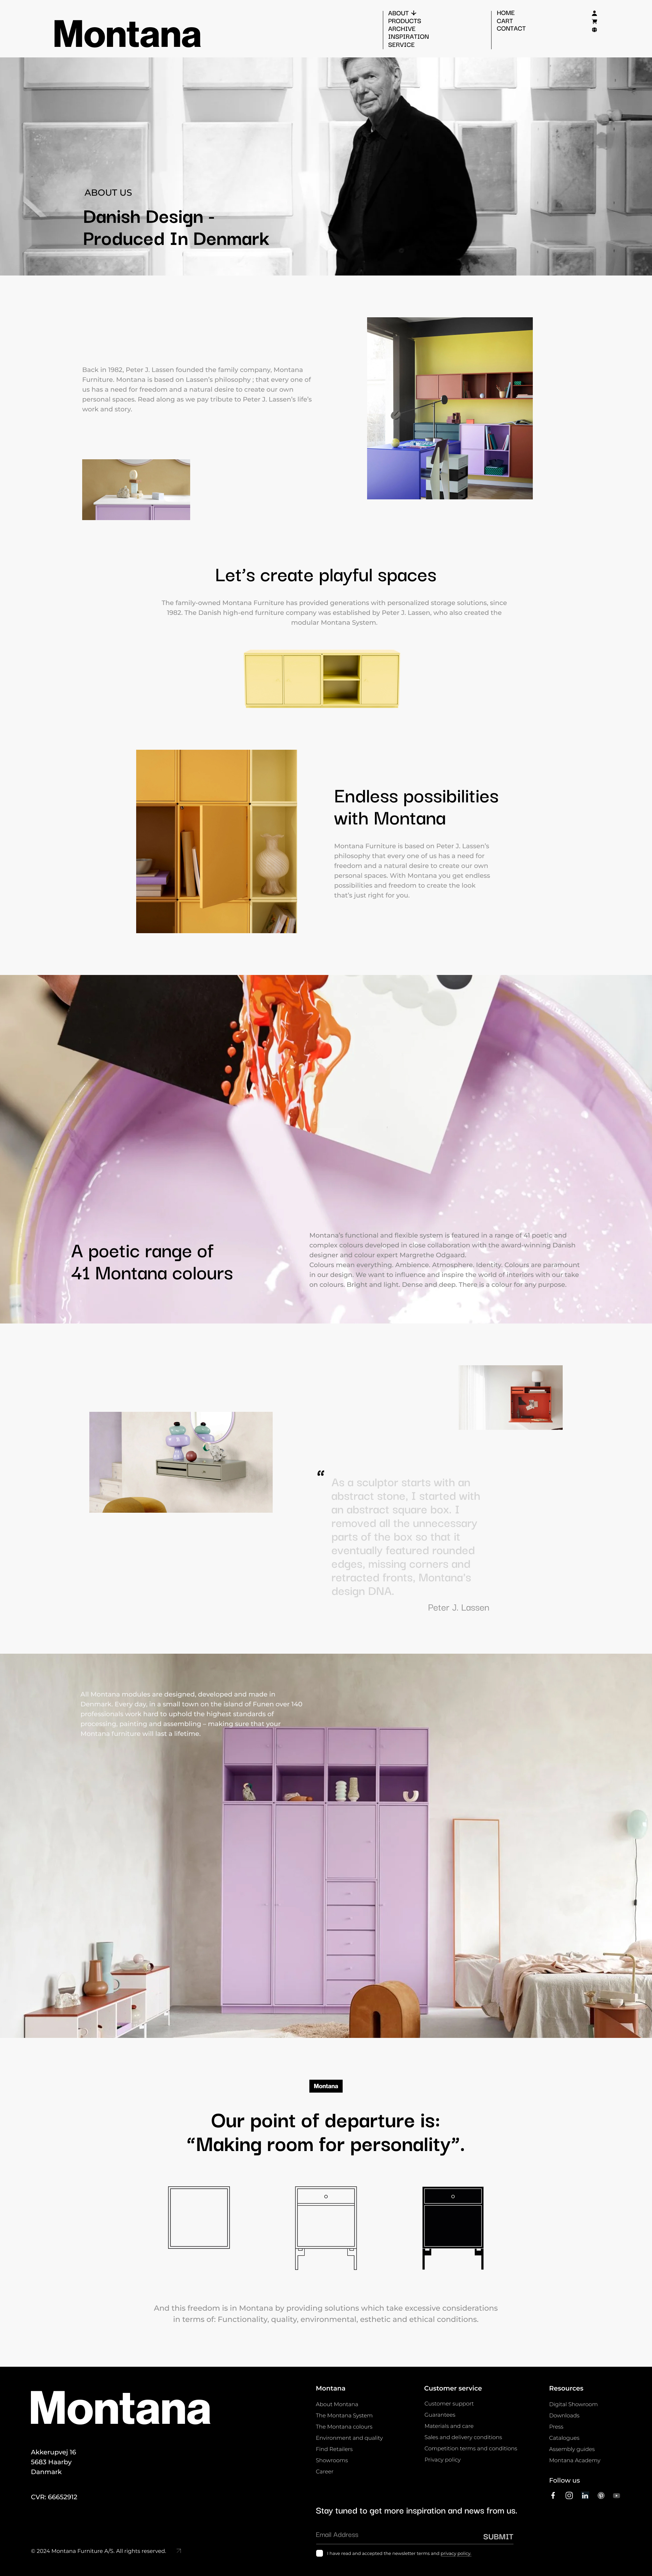 Montana
ABOUT
PRODUCTS
ARCHIVE
INSPIRATION
SERVICE
HOME
CART
CONTACT
ABOUT US
Danish Design -
Produced In Denmark
Back in 1982, Peter J. Lassen founded the family company, Montana
Furniture. Montana is based on Lassen's philosophy ; that every one of
us has a need for freedom and a natural desire to create our own
personal spaces. Read along as we pay tribute to Peter J. Lassen's life's
work and story.
Let's create playful spaces
The family-owned Montana Furniture has provided generations with personalized storage solutions, since
1982. The Danish high-end furniture company was established by Peter J. Lassen, who also created the
modular Montana System.
Endless possibilities
with Montana
Montana Furniture is based on Peter J. Lassen's
philosophy that every one of us has a need for
freedom and a natural desire to create our own
personal spaces. With Montana you get endless
possibilities and freedom to create the look
that's just right for you.
A poetic range of
41 Montana colours
Montana's functional and flexible system is featured in a range of 41 poetic and
complex colours developed in close collaboration with the award-winning Danish
designer and colour expert Margrethe Odgaard.
Colours mean everything. Ambience. Atmosphere. Identity. Colours are paramount
in our design. We want to influence and inspire the world of interiors with our take
on colours. Bright and light. Dense and deep. There is a colour for any purpose.
“
As a sculptor starts with an
abstract stone, I started with
an abstract square box. I
removed all the unnecessary
parts of the box so that it
eventually featured rounded
edges, missing corners and
retracted fronts, Montana's
design DNA.
Peter J. Lassen
All Montana modules are designed, developed and made in
Denmark. Every day, in a small town on the island of Funen over 140
professionals work hard to uphold the highest standards of
processing, painting and assembling – making sure that your
Montana furniture will last a lifetime.
Montana
Our point of departure is:
“Making room for personality”.
And this freedom is in Montana by providing solutions which take excessive considerations
in terms of: Functionality, quality, environmental, esthetic and ethical conditions.
Montana
Akkerupvej 16
5683 Haarby
Denmark
CVR: 66652912
© 2024 Montana Furniture A/S. All rights reserved.
Montana
About Montana
The Montana System
The Montana colours
Environment and quality
Find Retailers
Showrooms
Career
Customer service
Customer support
Guarantees
Materials and care
Sales and delivery conditions
Competition terms and conditions
Privacy policy
Resources
Digital Showroom
Downloads
Press
Catalogues
Assembly guides
Montana Academy
Follow us
Stay tuned to get more inspiration and news from us.
Email Address
SUBMIT
I have read and accepted the newsletter terms and privacy policy.